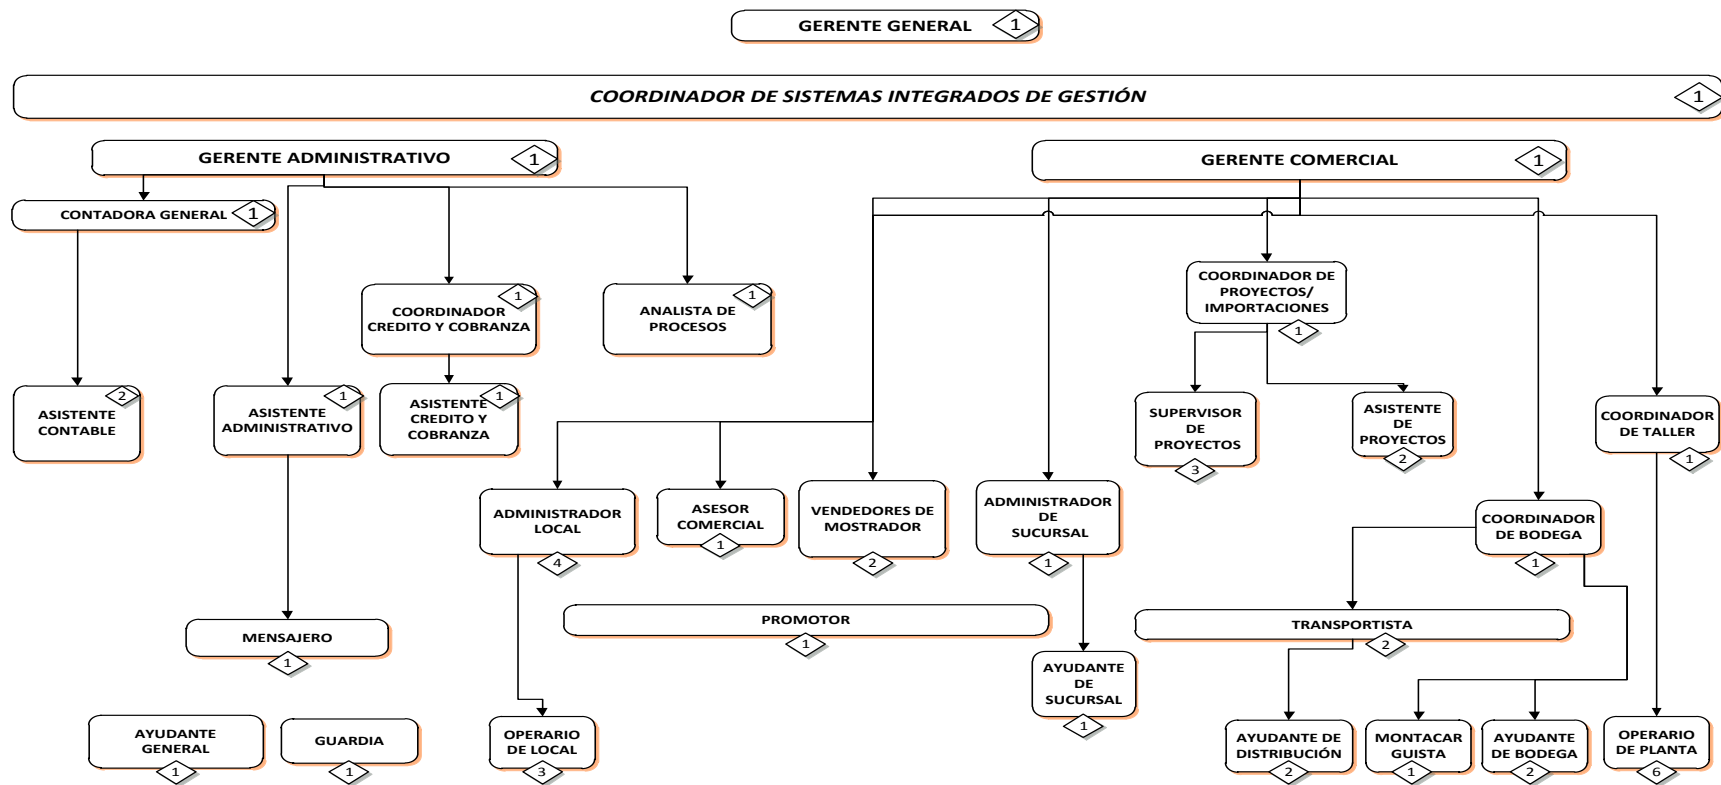 GERENTE GENERAL 1
COORDINADOR DE SISTEMAS INTEGRADOS DE GESTIÓN 1
GERENTE ADMINISTRATIVO 1
GERENTE COMERCIAL 1
CONTADORA GENERAL 1
COORDINADOR DE
PROYECTOS/
IMPORTACIONES
1
1
COORDINADOR
CREDITO Y COBRANZA
1
ANALISTA DE
PROCESOS
2
ASISTENTE
CONTABLE
1
ASISTENTE
ADMINISTRATIVO
1
ASISTENTE
CREDITO Y
COBRANZA
SUPERVISOR
DE
PROYECTOS
3
ASISTENTE
DE
PROYECTOS
2
COORDINADOR
DE TALLER
1
ADMINISTRADOR
LOCAL
4
ASESOR
COMERCIAL
1
VENDEDORES DE
MOSTRADOR
2
ADMINISTRADOR
DE
SUCURSAL
1
COORDINADOR
DE BODEGA
1
MENSAJERO
1
PROMOTOR
1
TRANSPORTISTA
2
AYUDANTE
DE
SUCURSAL
1
AYUDANTE
GENERAL
1
GUARDIA
1
OPERARIO
DE LOCAL
3
AYUDANTE DE
DISTRIBUCIÓN
2
MONTACAR
GUISTA
1
AYUDANTE
DE BODEGA
2
OPERARIO
DE PLANTA
6